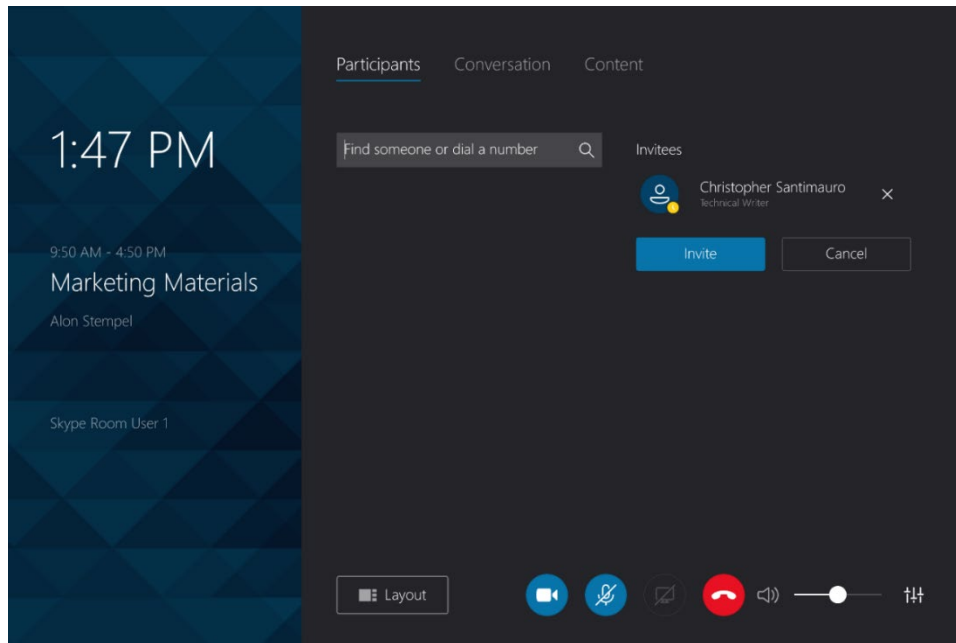 1:47 PM
9:50 AM - 4:50 PM
Marketing Materials
Alon Stempel
Skype Room User 1
Participants Conversation Content
Find someone or dial a number
Invitees
Christopher Santimauro
Technical Writer
Invite Cancel
Layout